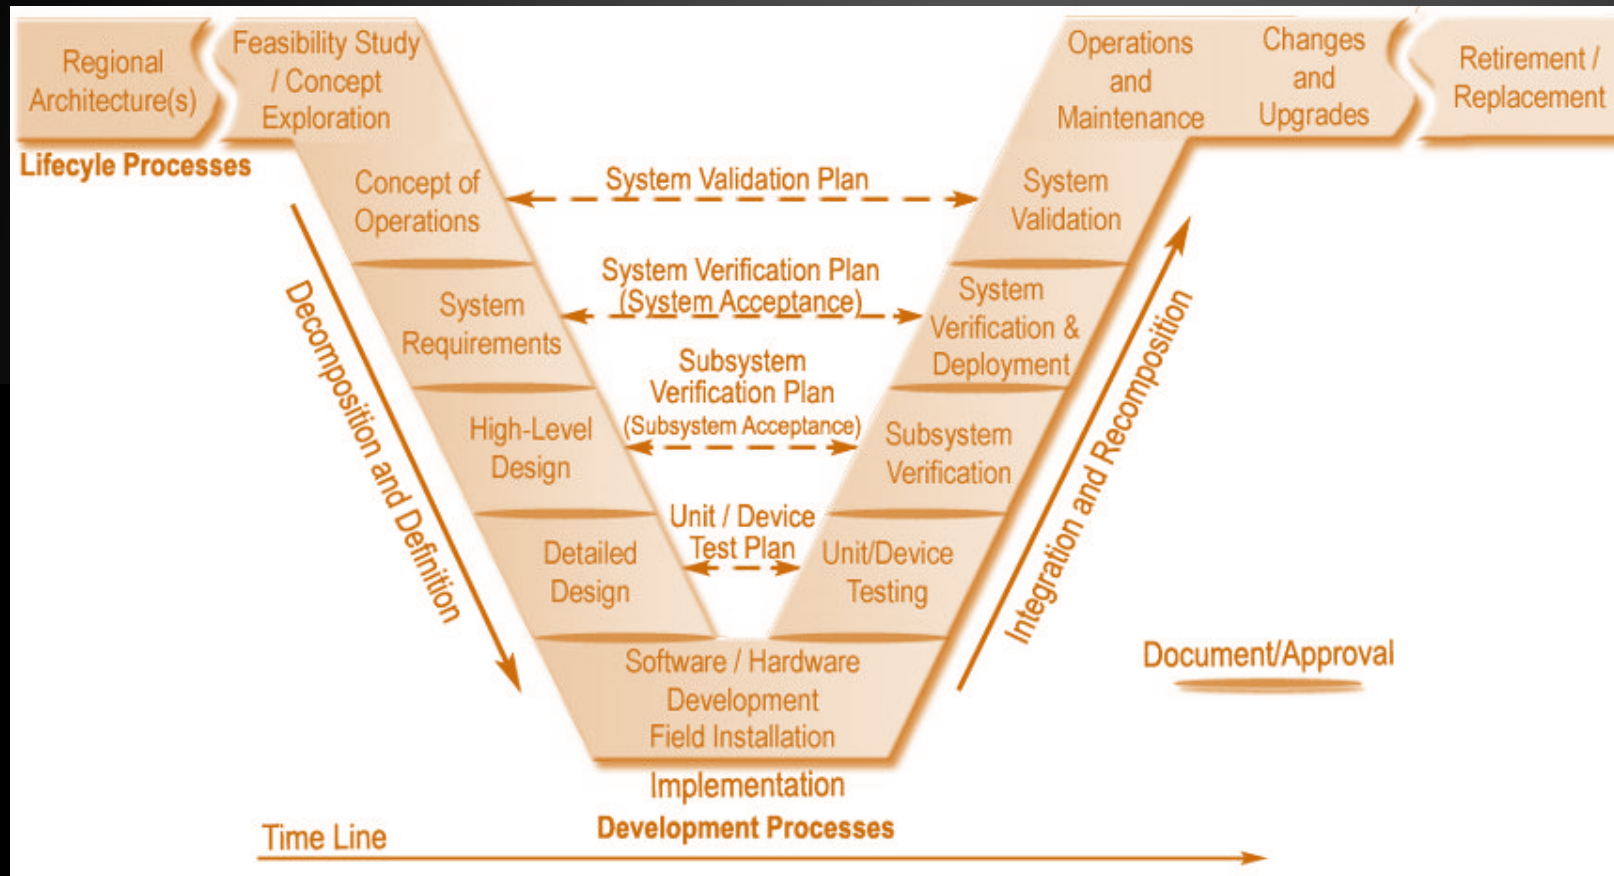 Regional
Architecture(s)
Feasibility Study
/ Concept
Exploration
Operations
and
Maintenance
Changes
and
Upgrades
Retirement /
Replacement
Lifecyle Processes
Concept of
Operations
System Validation Plan
System
Validation
System Requirements
System Verification Plan
(System Acceptance)
System
Verification &
Deployment
High-Level
Design
Subsystem
Verification Plan
(Subsystem Acceptance)
Subsystem
Verification
Detailed
Design
Unit / Device
Test Plan
Unit/Device
Testing
Decomposition and Definition
Integration and Recomposition
Software / Hardware
Development
Field Installation
Document/Approval
Implementation
Development Processes
Time Line